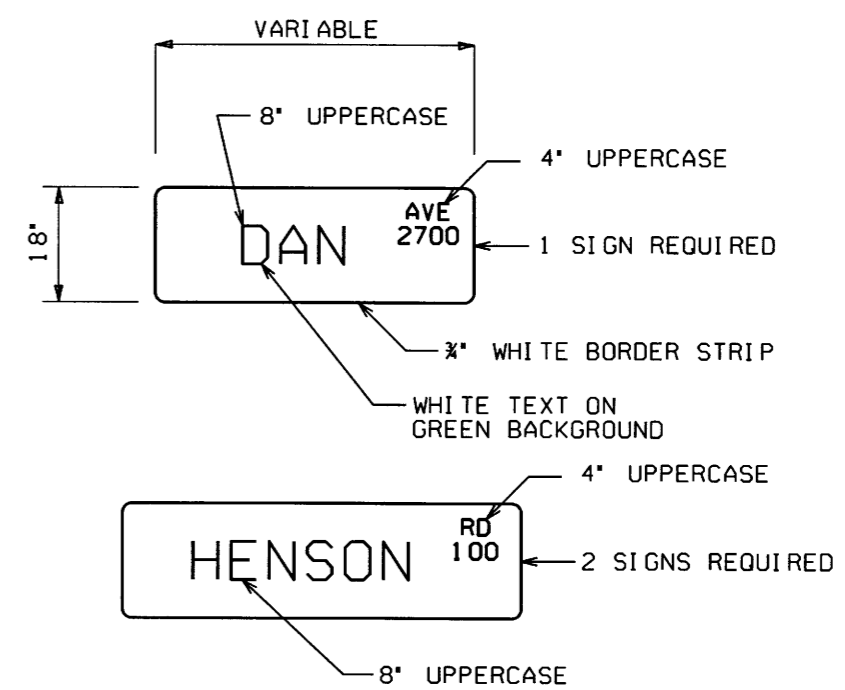 VARIABLE
8" UPPERCASE
4" UPPERCASE
18"
DAN
AVE
2700
1 SIGN REQUIRED
¾" WHITE BORDER STRIP
WHITE TEXT ON
GREEN BACKGROUND
4" UPPERCASE
HENSON
RD
100
2 SIGNS REQUIRED
8" UPPERCASE